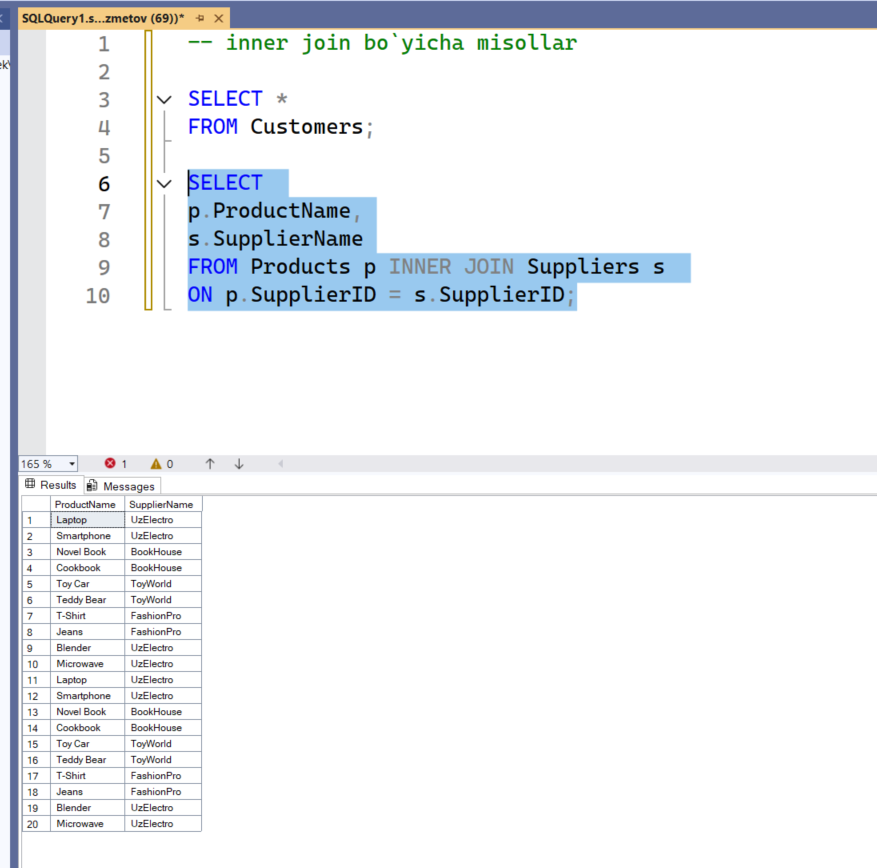 SQLQuery1.s...zmetov (69))*
1 -- inner join bo`yicha misollar
2
3 SELECT *
4 FROM Customers;
5
6 SELECT
7 p.ProductName,
8 s.SupplierName
9 FROM Products p INNER JOIN Suppliers s
10 ON p.SupplierID = s.SupplierID;
165 % 1 0
Results Messages
ProductName SupplierName
1 Laptop UzElectro
2 Smartphone UzElectro
3 Novel Book BookHouse
4 Cookbook BookHouse
5 Toy Car ToyWorld
6 Teddy Bear ToyWorld
7 T-Shirt FashionPro
8 Jeans FashionPro
9 Blender UzElectro
10 Microwave UzElectro
11 Laptop UzElectro
12 Smartphone UzElectro
13 Novel Book BookHouse
14 Cookbook BookHouse
15 Toy Car ToyWorld
16 Teddy Bear ToyWorld
17 T-Shirt FashionPro
18 Jeans FashionPro
19 Blender UzElectro
20 Microwave UzElectro